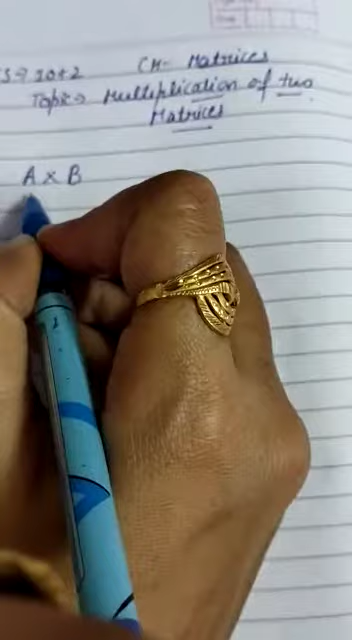 10+2 CH- Matrices
Topic → Multiplication of two
Matrices
A × B